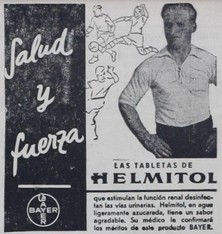 Salud
y
fuerza
BAYER
BAYER
LAS TABLETAS DE
HELMITOL
que estimulan la función renal desinfec-
tan las vías urinarias. Helmitol, en agua
ligeramente azucarada, tiene un sabor
agradable. Su médico le confirmará
los méritos de este producto BAYER.